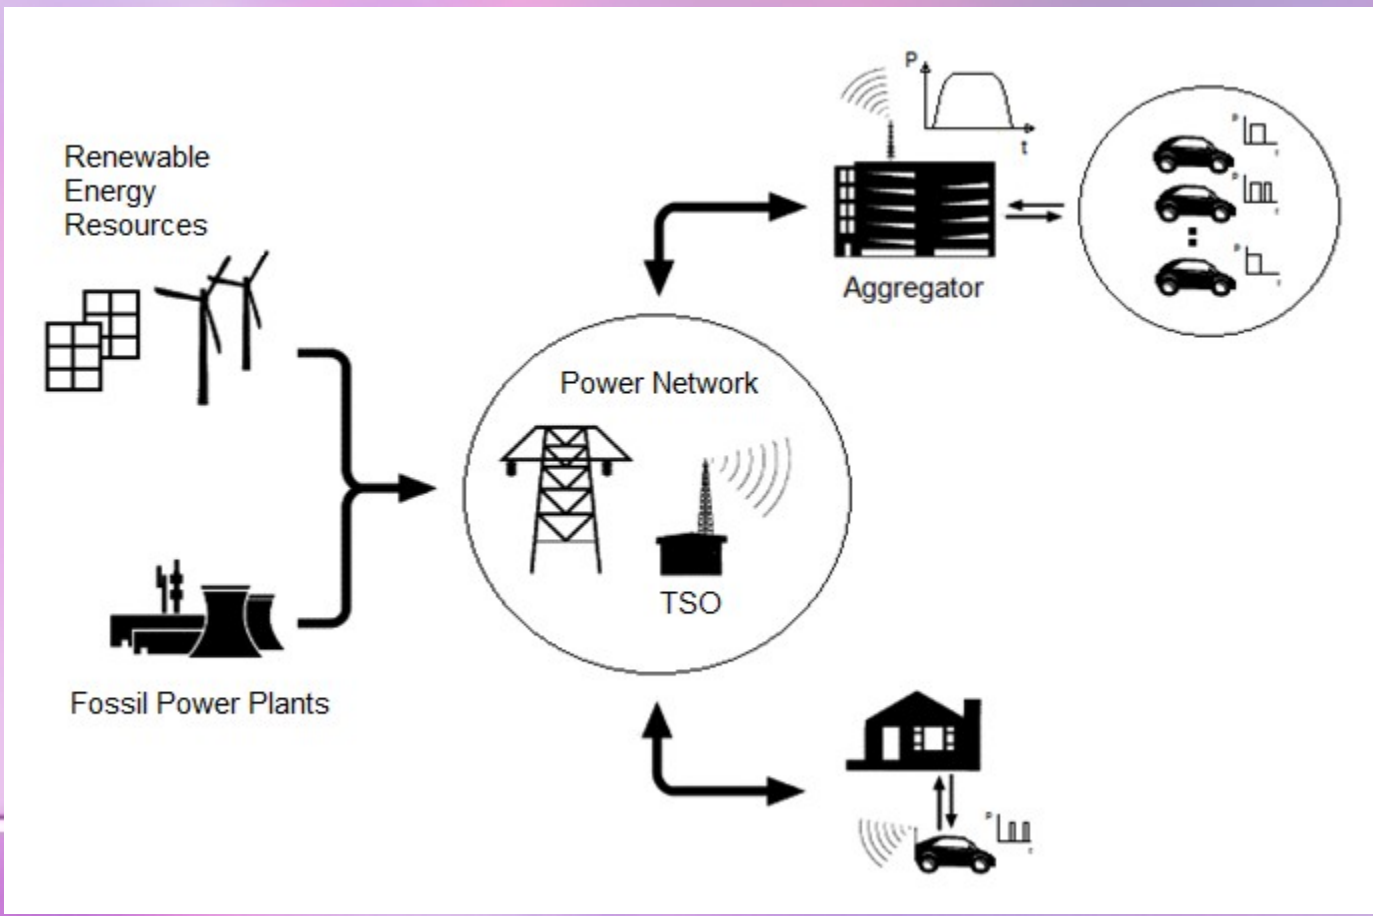 Renewable
Energy
Resources
Fossil Power Plants
Power Network
TSO
P
t
Aggregator
P
P
P
P